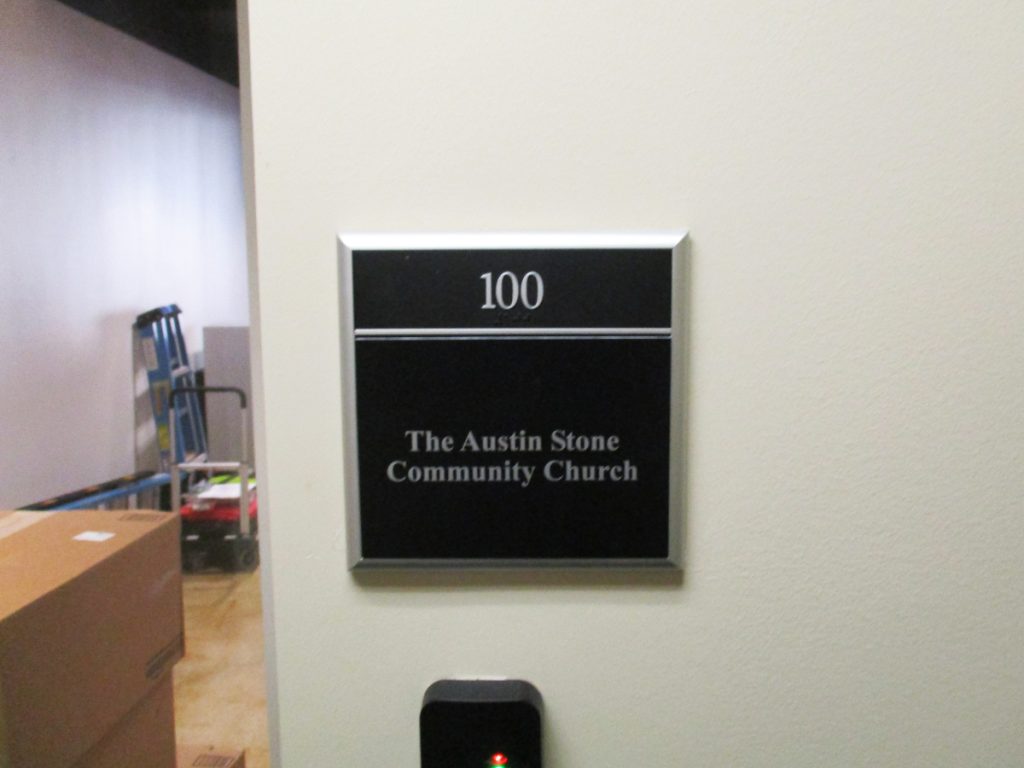 100
The Austin Stone
Community Church